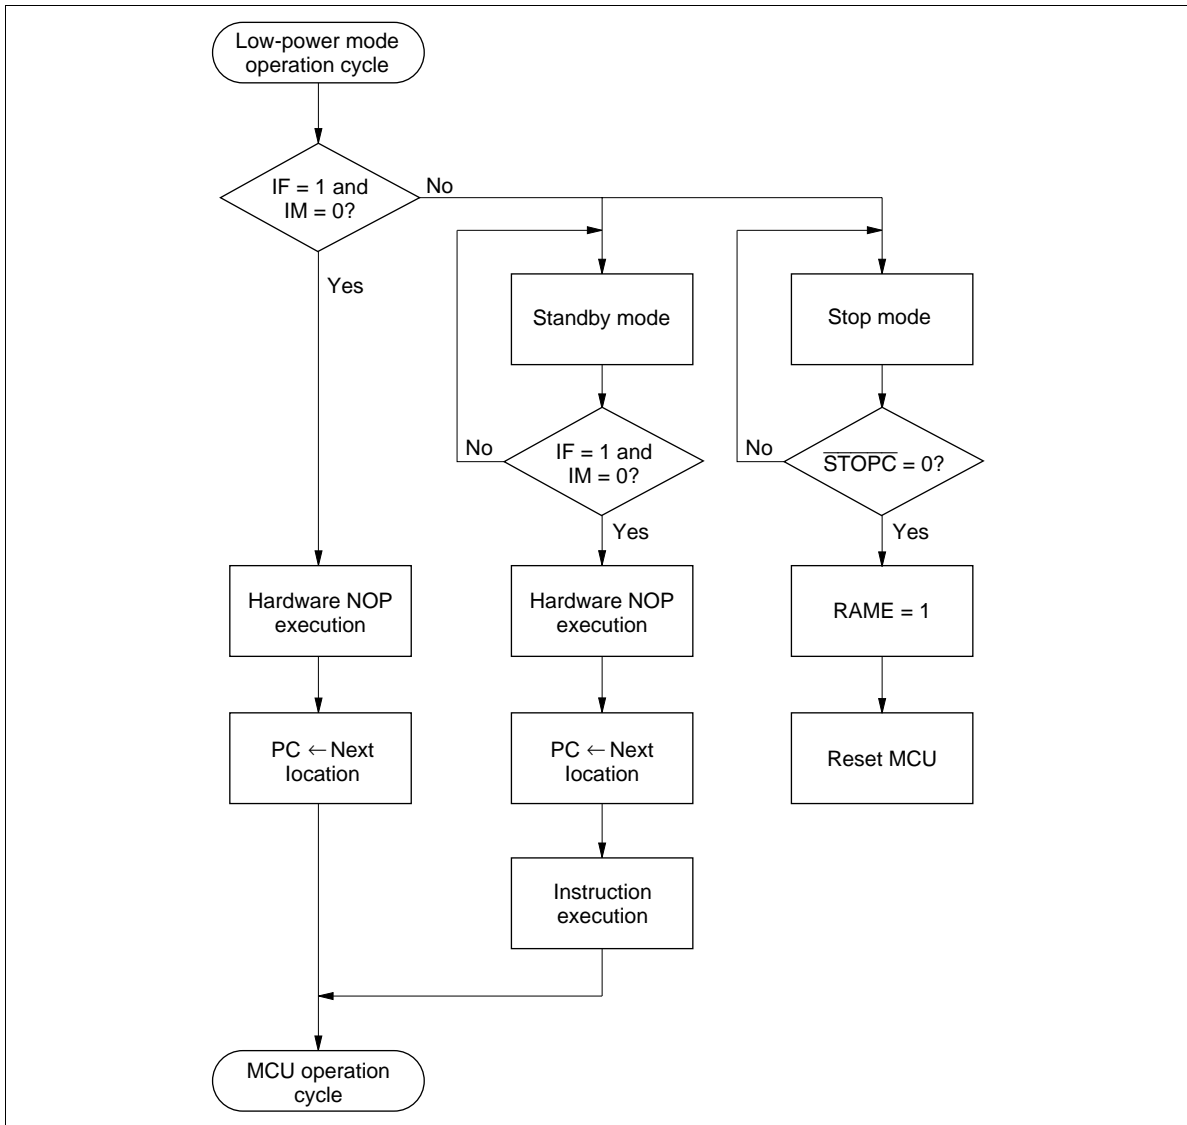 Low-power mode
operation cycle
IF = 1 and
IM = 0?
No
Yes
Standby mode
Stop mode
No
IF = 1 and
IM = 0?
Yes
No
S̅T̅O̅P̅C̅ = 0?
Yes
Hardware NOP
execution
Hardware NOP
execution
RAME = 1
PC ← Next
location
PC ← Next
location
Reset MCU
Instruction
execution
MCU operation
cycle